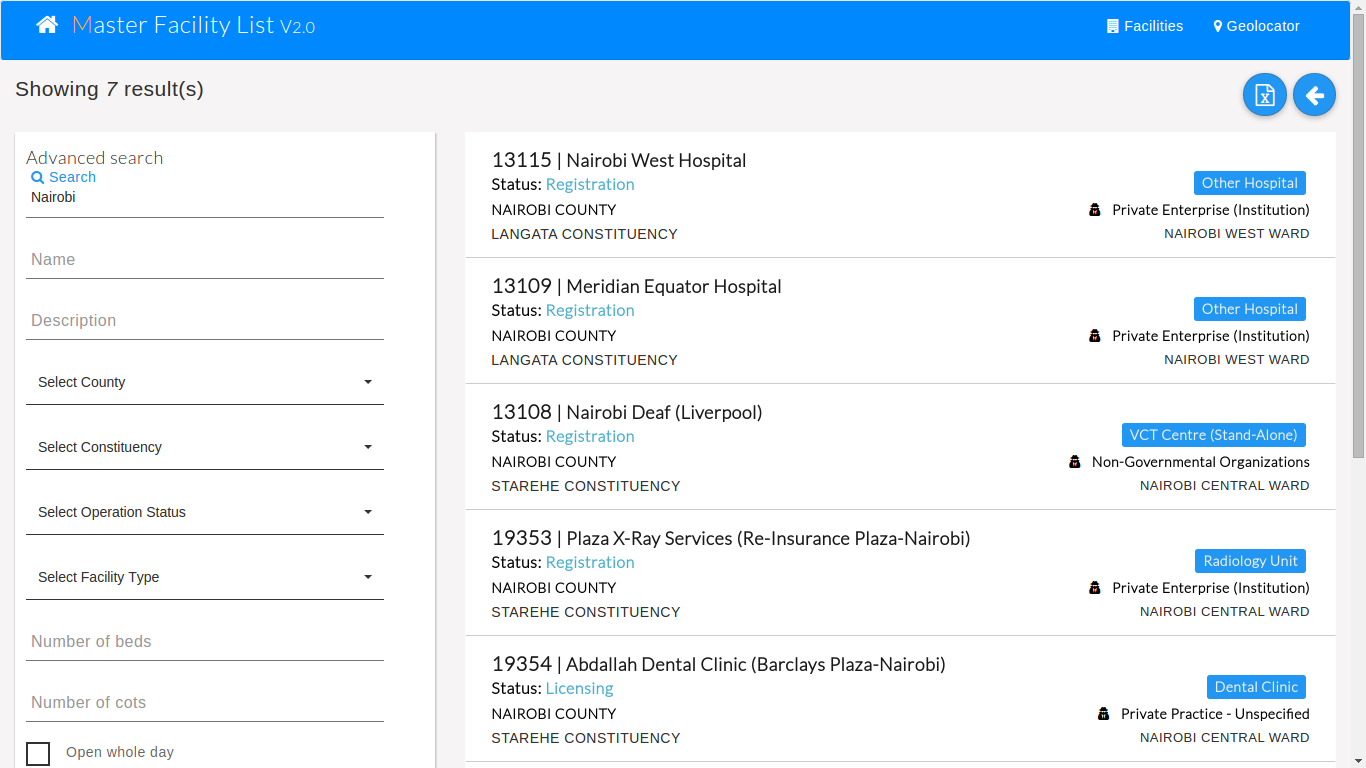 Master Facility List V2.0
Facilities
Geolocator
Showing 7 result(s)
Advanced search
Search
Nairobi
Name
Description
Select County
Select Constituency
Select Operation Status
Select Facility Type
Number of beds
Number of cots
Open whole day
13115 | Nairobi West Hospital
Status: Registration
Other Hospital
NAIROBI COUNTY
Private Enterprise (Institution)
LANGATA CONSTITUENCY
NAIROBI WEST WARD
13109 | Meridian Equator Hospital
Status: Registration
Other Hospital
NAIROBI COUNTY
Private Enterprise (Institution)
LANGATA CONSTITUENCY
NAIROBI WEST WARD
13108 | Nairobi Deaf (Liverpool)
Status: Registration
VCT Centre (Stand-Alone)
NAIROBI COUNTY
Non-Governmental Organizations
STAREHE CONSTITUENCY
NAIROBI CENTRAL WARD
19353 | Plaza X-Ray Services (Re-Insurance Plaza-Nairobi)
Status: Registration
Radiology Unit
NAIROBI COUNTY
Private Enterprise (Institution)
STAREHE CONSTITUENCY
NAIROBI CENTRAL WARD
19354 | Abdallah Dental Clinic (Barclays Plaza-Nairobi)
Status: Licensing
Dental Clinic
NAIROBI COUNTY
Private Practice - Unspecified
STAREHE CONSTITUENCY
NAIROBI CENTRAL WARD